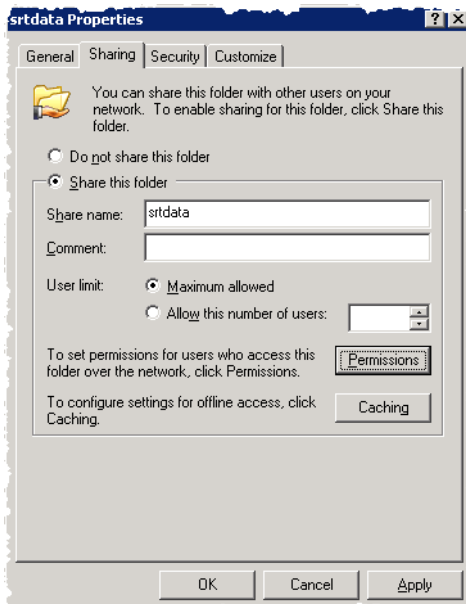 srtdata Properties
General Sharing Security Customize
You can share this folder with other users on your
network. To enable sharing for this folder, click Share this
folder.
Do not share this folder
Share this folder
Share name: srtdata
Comment:
User limit: Maximum allowed
Allow this number of users:
To set permissions for users who access this
folder over the network, click Permissions.
Permissions
To configure settings for offline access, click
Caching.
Caching
OK Cancel Apply